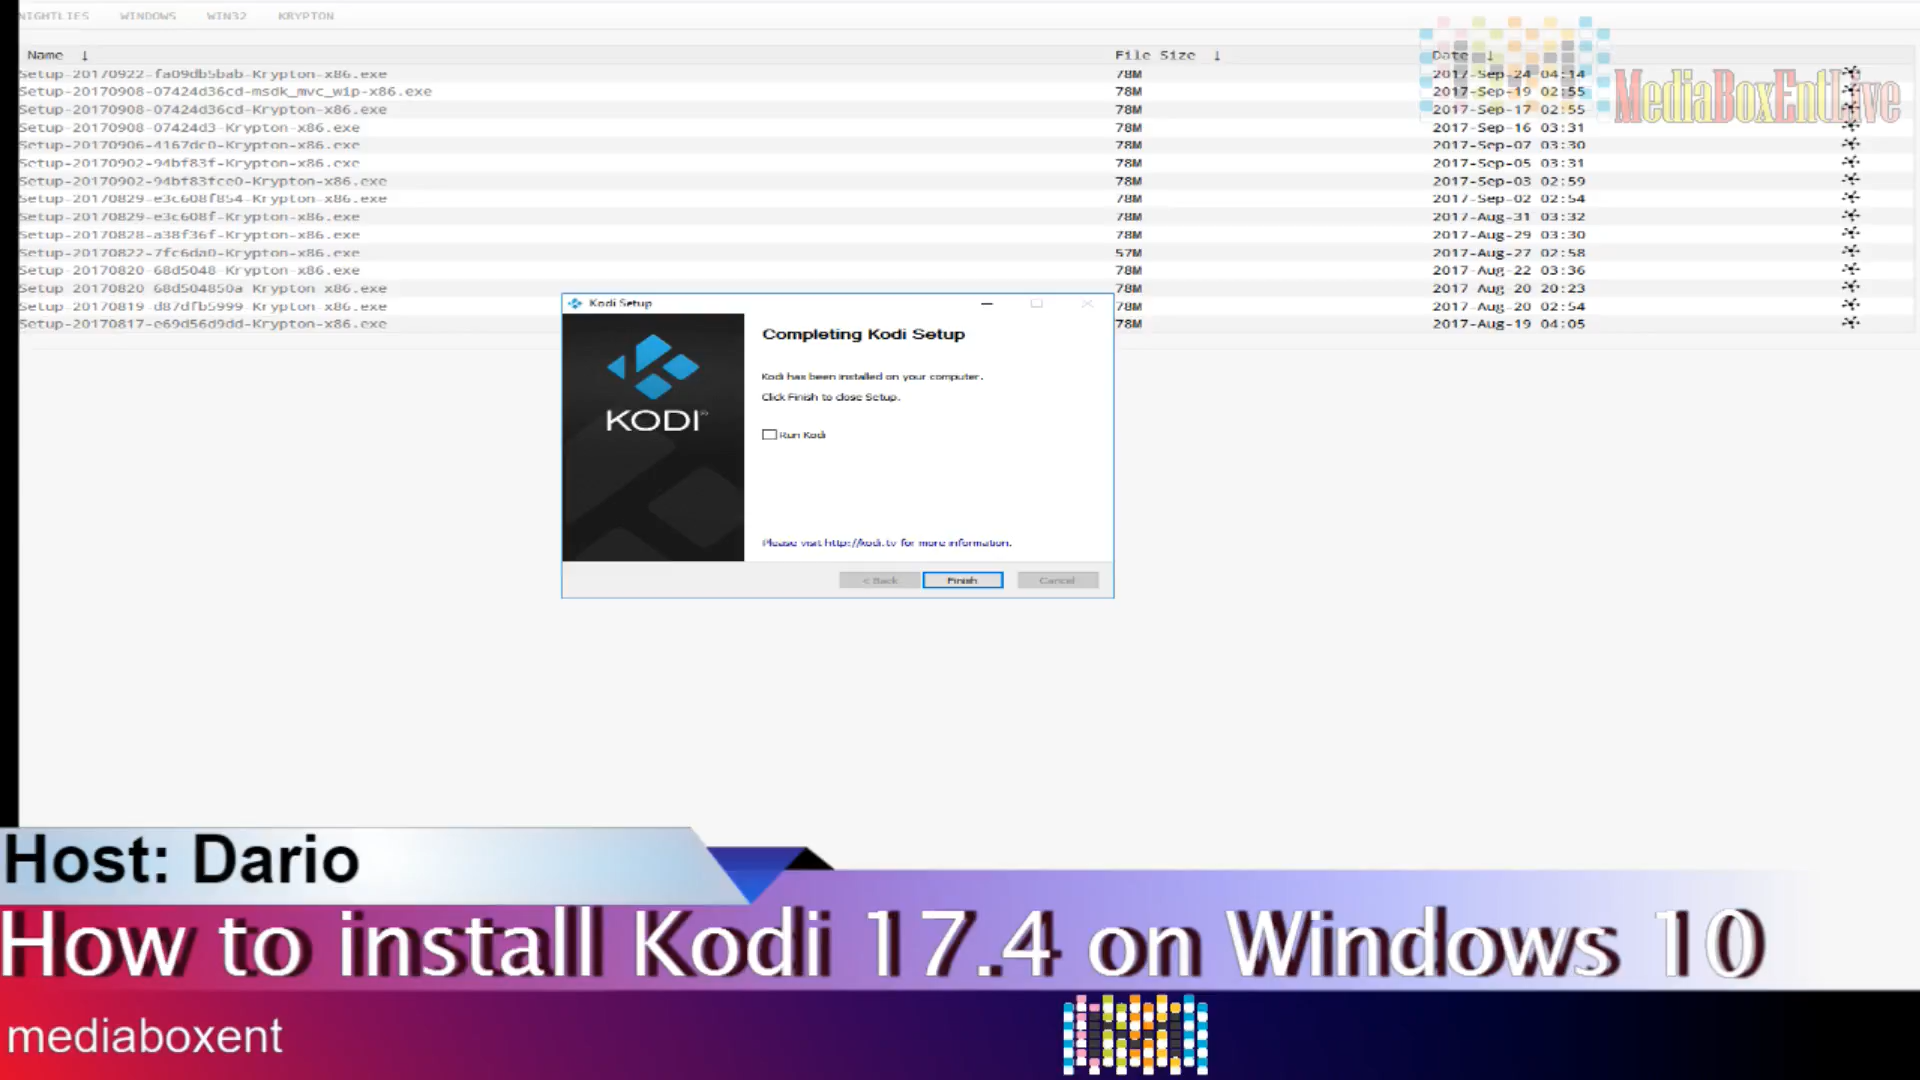 NIGHTLIES WINDOWS WIN32 KRYPTON
Name ↓ File Size ↓ Date ↓
Setup-20170922-fa09db5bab-Krypton-x86.exe 78M 2017-Sep-24 04:14
Setup-20170908-07424d36cd-msdk_mvc_wip-x86.exe 78M 2017-Sep-19 02:55
Setup-20170908-07424d36cd-Krypton-x86.exe 78M 2017-Sep-17 02:55
Setup-20170908-07424d3-Krypton-x86.exe 78M 2017-Sep-16 03:31
Setup-20170906-4167dc0-Krypton-x86.exe 78M 2017-Sep-07 03:30
Setup-20170902-94bf83f-Krypton-x86.exe 78M 2017-Sep-05 03:31
Setup-20170902-94bf83fce0-Krypton-x86.exe 78M 2017-Sep-03 02:59
Setup-20170829-e3c608f854-Krypton-x86.exe 78M 2017-Sep-02 02:54
Setup-20170829-e3c608f-Krypton-x86.exe 78M 2017-Aug-31 03:32
Setup-20170828-a38f36f-Krypton-x86.exe 78M 2017-Aug-29 03:30
Setup-20170822-7fc6da0-Krypton-x86.exe 57M 2017-Aug-27 02:58
Setup-20170820-68d5048-Krypton-x86.exe 78M 2017-Aug-22 03:36
Setup-20170820-68d504850a-Krypton-x86.exe 78M 2017-Aug-20 20:23
Setup-20170819-d87dfb5999-Krypton-x86.exe 78M 2017-Aug-20 02:54
Setup-20170817-e69d56d9dd-Krypton-x86.exe 78M 2017-Aug-19 04:05
MediaBoxEntLive
Kodi Setup
KODI®
Completing Kodi Setup
Kodi has been installed on your computer.
Click Finish to close Setup.
Run Kodi
Please visit http://kodi.tv for more information.
< Back Finish Cancel
Host: Dario
How to install Kodi 17.4 on Windows 10
mediaboxent